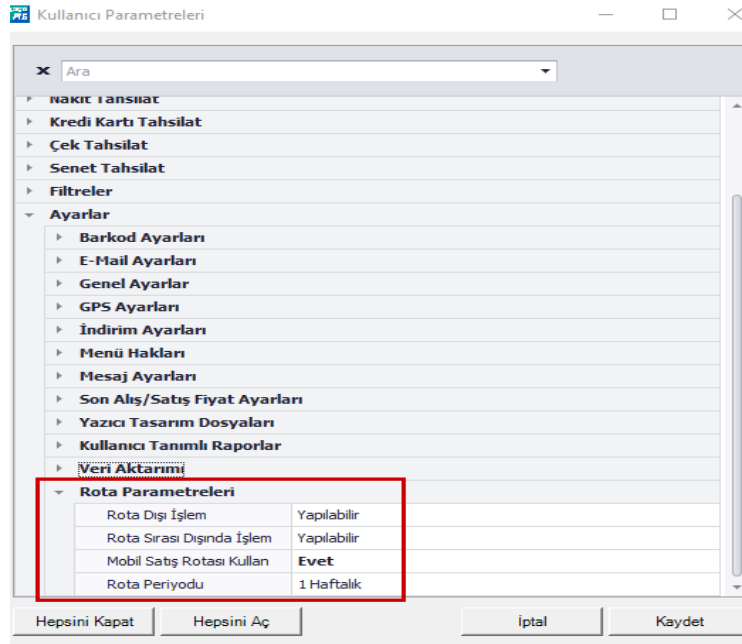 Kullanıcı Parametreleri
Ara
Nakit Tahsilat
Kredi Kartı Tahsilat
Çek Tahsilat
Senet Tahsilat
Filtreler
Ayarlar
Barkod Ayarları
E-Mail Ayarları
Genel Ayarlar
GPS Ayarları
İndirim Ayarları
Menü Hakları
Mesaj Ayarları
Son Alış/Satış Fiyat Ayarları
Yazıcı Tasarım Dosyaları
Kullanıcı Tanımlı Raporlar
Veri Aktarımı
Rota Parametreleri
Rota Dışı İşlem Yapılabilir
Rota Sırası Dışında İşlem Yapılabilir
Mobil Satış Rotası Kullan Evet
Rota Periyodu 1 Haftalık
Hepsini Kapat Hepsini Aç İptal Kaydet